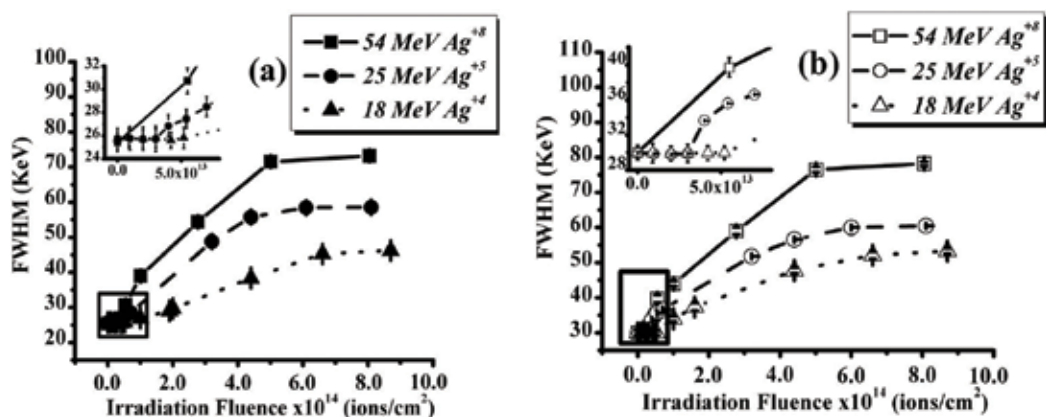 (a)
54 MeV Ag+8
25 MeV Ag+5
18 MeV Ag+4
FWHM (KeV)
100
90
80
70
60
50
40
30
20
32
30
28
26
24
0.0 5.0x10^13
0.0 2.0 4.0 6.0 8.0 10.0
Irradiation Fluence x10^14 (ions/cm^2)
(b)
54 MeV Ag+8
25 MeV Ag+5
18 MeV Ag+4
FWHM (KeV)
110
100
90
80
70
60
50
40
30
40
36
30
28
0.0 5.0x10^13
0.0 2.0 4.0 6.0 8.0 10.0
Irradiation Fluence x10^14 (ions/cm^2)